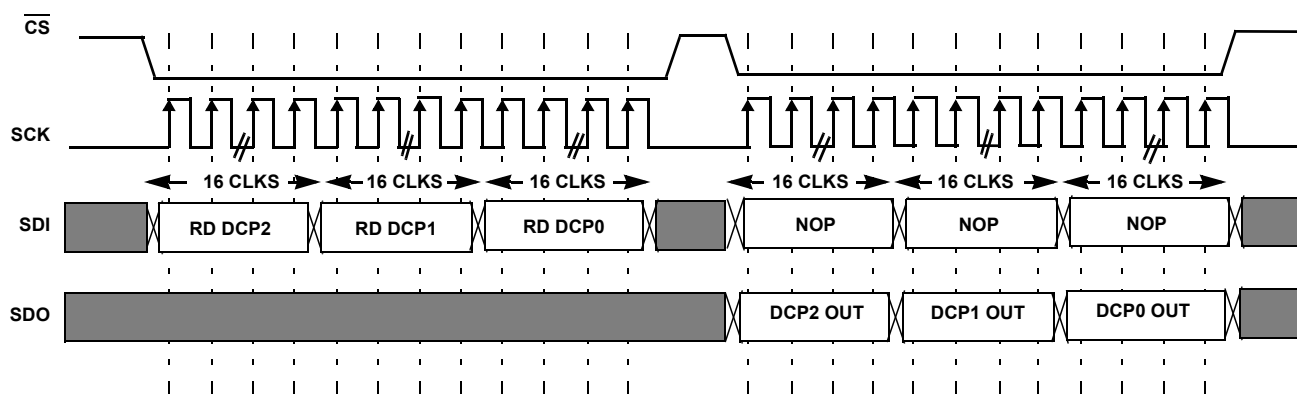 CS
SCK
16 CLKS 16 CLKS 16 CLKS 16 CLKS 16 CLKS 16 CLKS
SDI RD DCP2 RD DCP1 RD DCP0 NOP NOP NOP
SDO DCP2 OUT DCP1 OUT DCP0 OUT